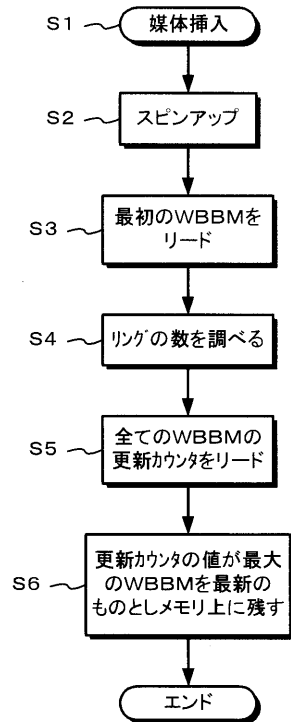 S1
媒体挿入
S2
スピンアップ
S3
最初のWBBMを
リード
S4
リングの数を調べる
S5
全てのWBBMの
更新カウンタをリード
S6
更新カウンタの値が最大
のWBBMを最新の
ものとしメモリ上に残す
エンド